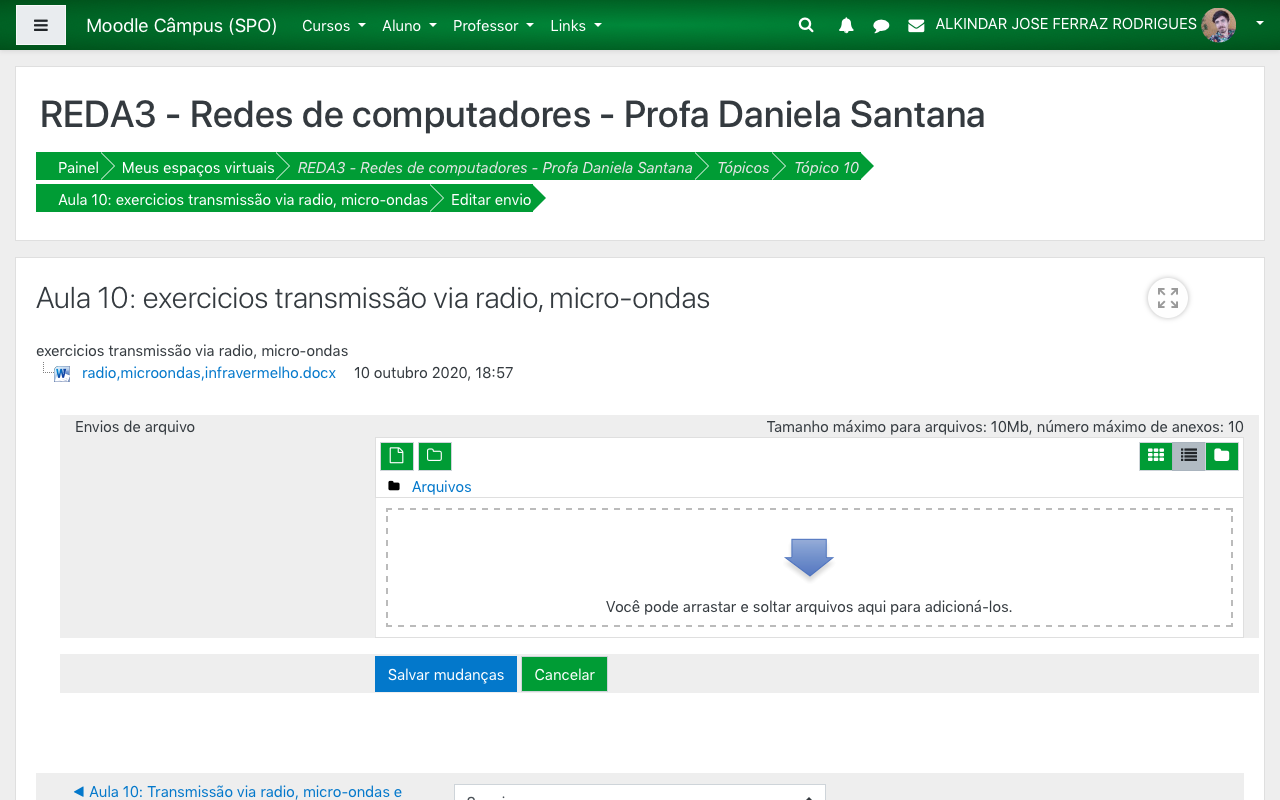 Moodle Câmpus (SPO)
Cursos
Aluno
Professor
Links
ALKINDAR JOSE FERRAZ RODRIGUES
REDA3 - Redes de computadores - Profa Daniela Santana
Painel
Meus espaços virtuais
REDA3 - Redes de computadores - Profa Daniela Santana
Tópicos
Tópico 10
Aula 10: exercicios transmissão via radio, micro-ondas
Editar envio
Aula 10: exercicios transmissão via radio, micro-ondas
exercicios transmissão via radio, micro-ondas
radio,microondas,infravermelho.docx 10 outubro 2020, 18:57
Envios de arquivo
Tamanho máximo para arquivos: 10Mb, número máximo de anexos: 10
Arquivos
Você pode arrastar e soltar arquivos aqui para adicioná-los.
Salvar mudanças
Cancelar
◀ Aula 10: Transmissão via radio, micro-ondas e